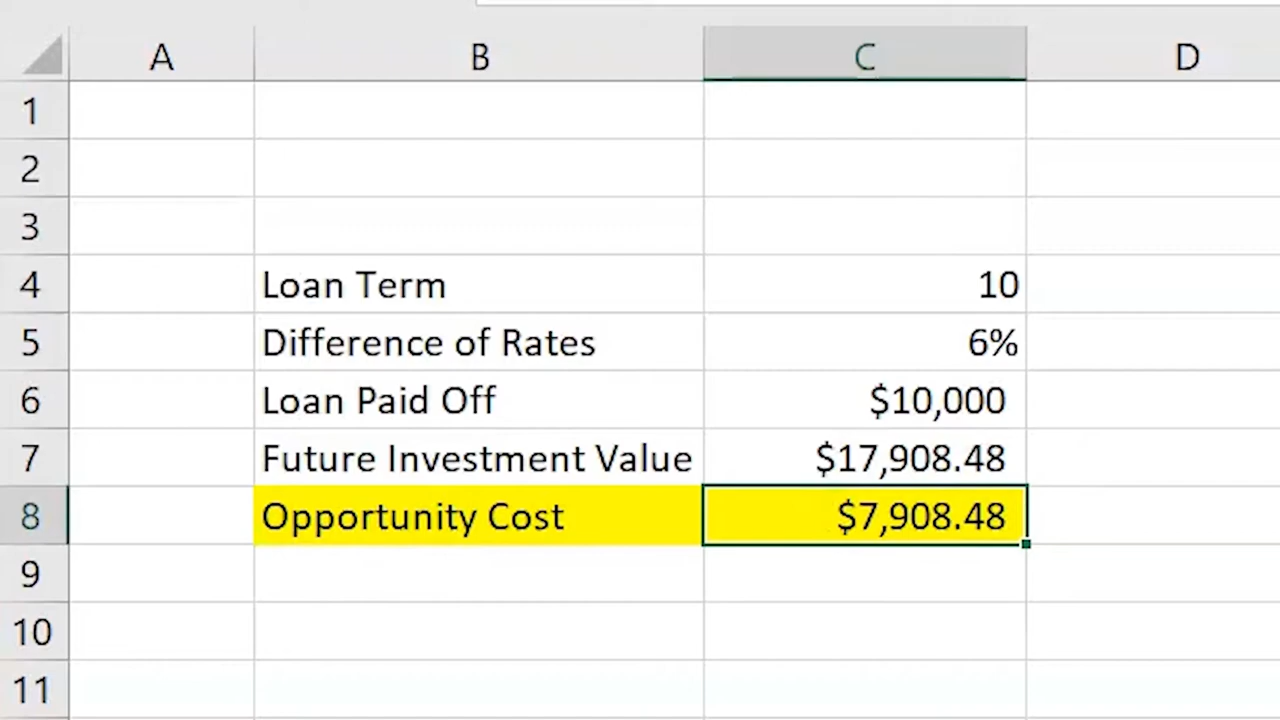 A B C D
1
2
3
4 Loan Term 10
5 Difference of Rates 6%
6 Loan Paid Off $10,000
7 Future Investment Value $17,908.48
8 Opportunity Cost $7,908.48
9
10
11